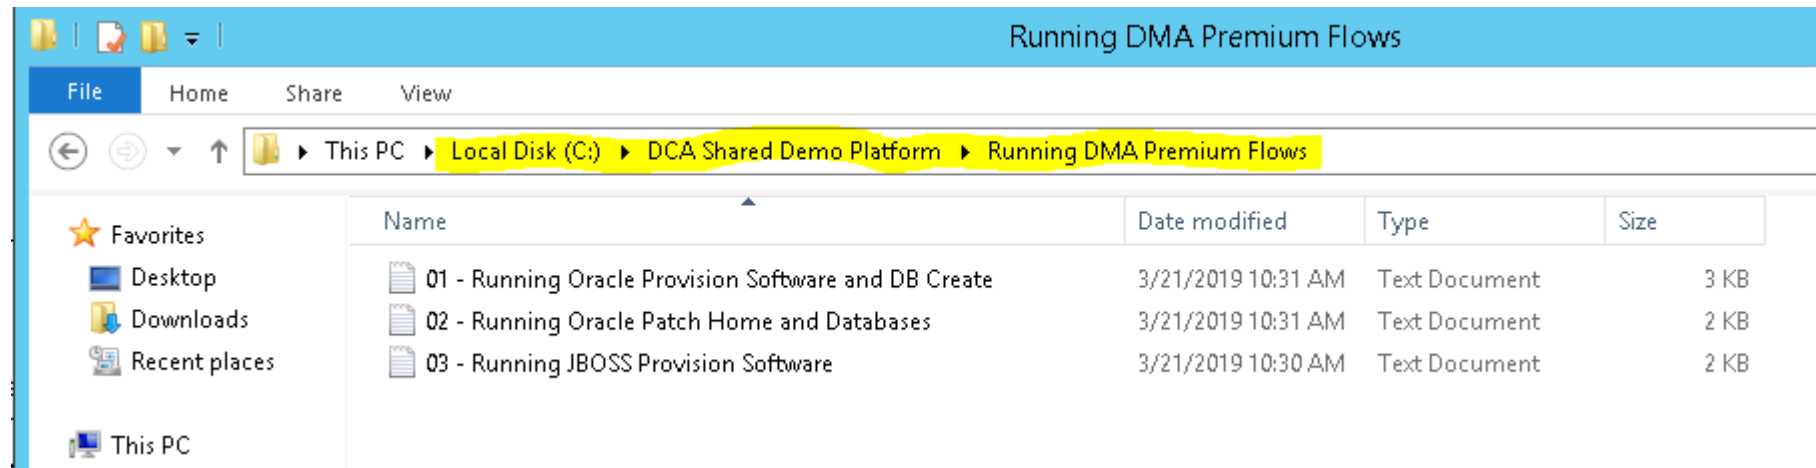 Running DMA Premium Flows
File Home Share View
This PC Local Disk (C:) DCA Shared Demo Platform Running DMA Premium Flows
Favorites
Desktop
Downloads
Recent places
This PC
Name Date modified Type Size
01 - Running Oracle Provision Software and DB Create 3/21/2019 10:31 AM Text Document 3 KB
02 - Running Oracle Patch Home and Databases 3/21/2019 10:31 AM Text Document 2 KB
03 - Running JBOSS Provision Software 3/21/2019 10:30 AM Text Document 2 KB